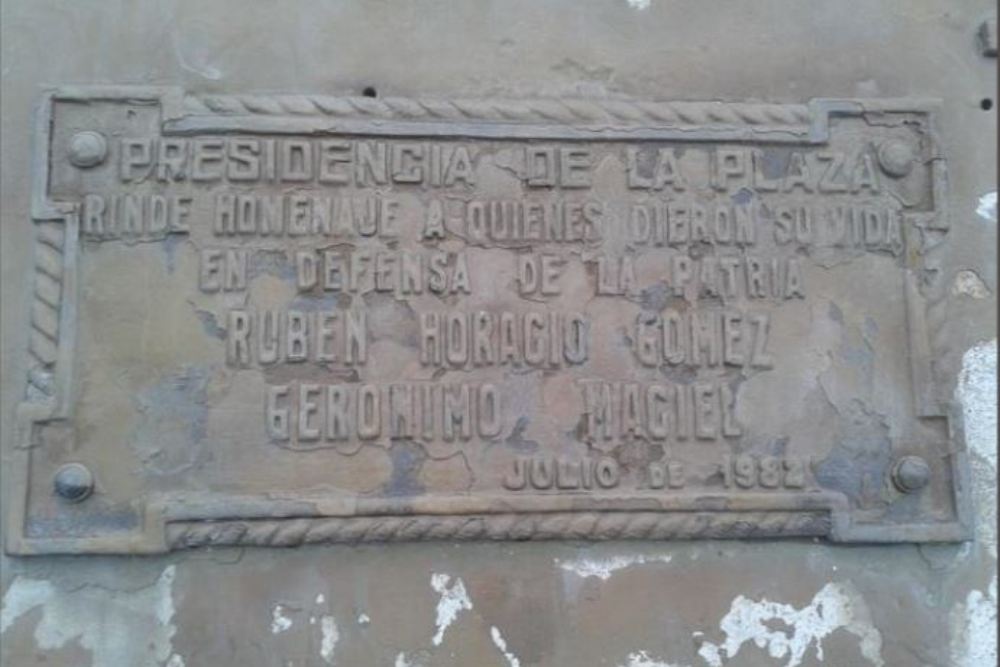 PRESIDENCIA DE LA PLAZA
RINDE HOMENAJE A QUIENES DIERON SU VIDA
EN DEFENSA DE LA PATRIA
RUBEN HORACIO GOMEZ
GERONIMO MACIEL
JULIO DE 1982